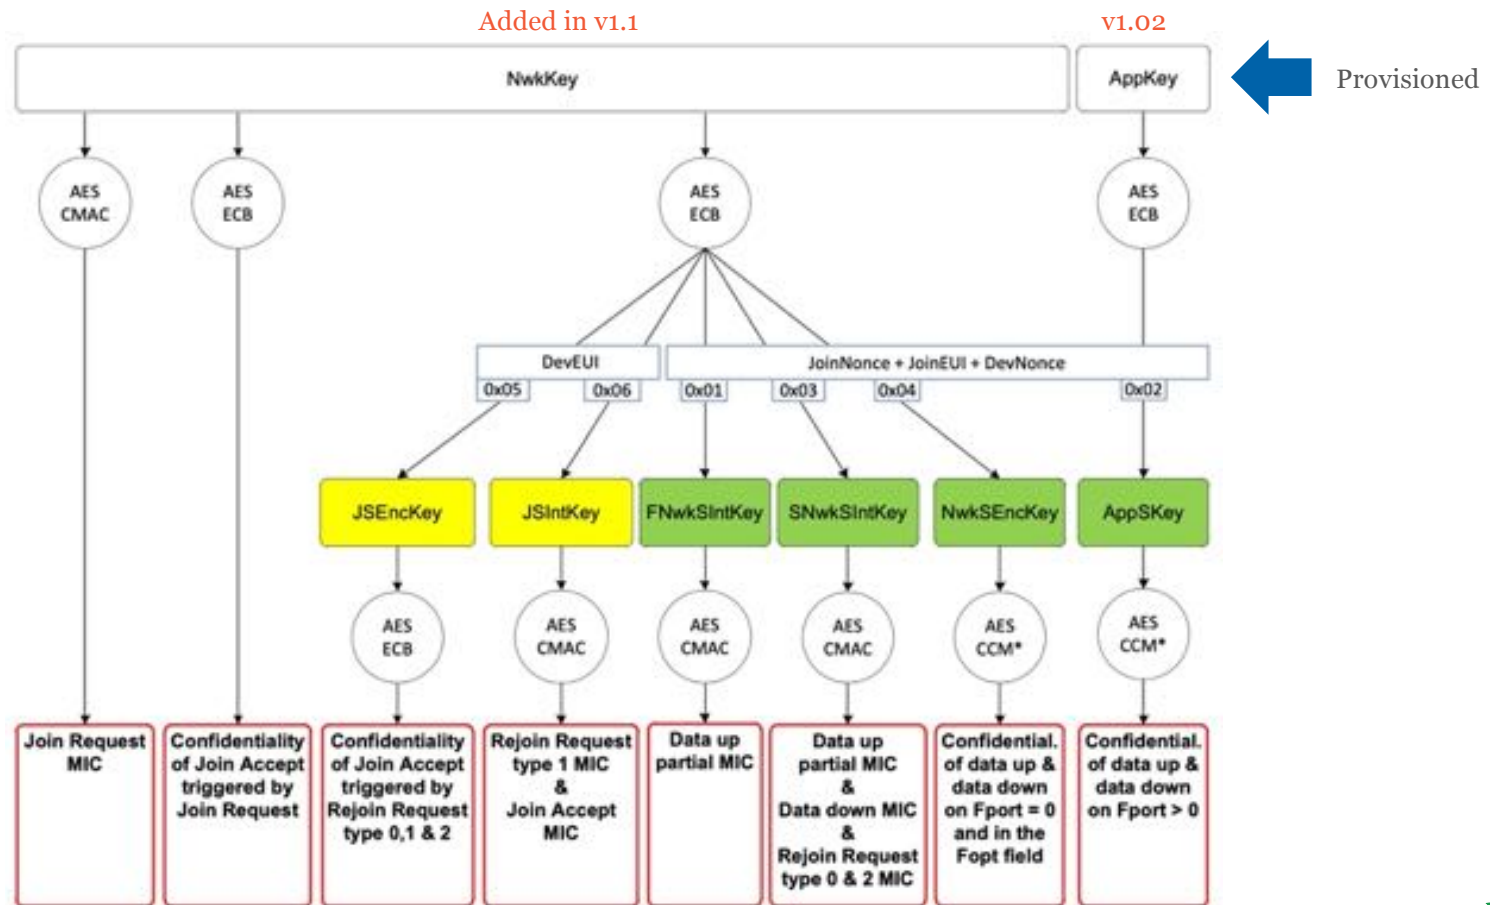 Added in v1.1
v1.02
NwkKey
AppKey
Provisioned
AES
CMAC
AES
ECB
AES
ECB
AES
ECB
DevEUI
JoinNonce + JoinEUI + DevNonce
0x05
0x06
0x01
0x03
0x04
0x02
JSEncKey
JSIntKey
FNwkSIntKey
SNwkSIntKey
NwkSEncKey
AppSKey
AES
ECB
AES
CMAC
AES
CMAC
AES
CMAC
AES
CCM*
AES
CCM*
Join Request
MIC
Confidentiality
of Join Accept
triggered by
Join Request
Confidentiality
of Join Accept
triggered by
Rejoin Request
type 0,1 & 2
Rejoin Request
type 1 MIC
&
Join Accept
MIC
Data up
partial MIC
Data up
partial MIC
&
Data down MIC
&
Rejoin Request
type 0 & 2 MIC
Confidential.
of data up &
data down
on Fport = 0
and in the
Fopt field
Confidential.
of data up &
data down
on Fport > 0